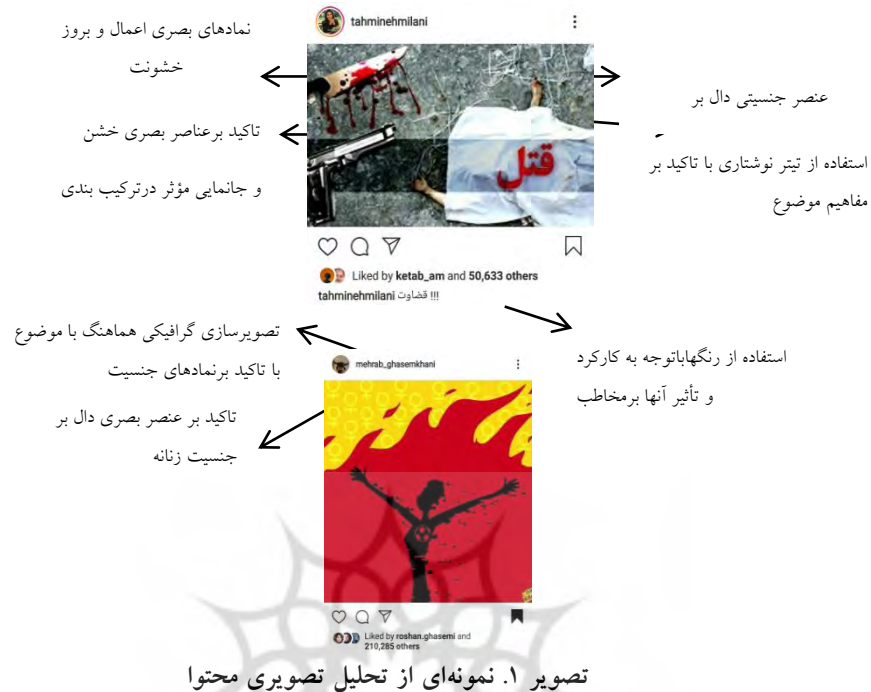 نمادهای بصری اعمال و بروز
خشونت
tahminehmilani
عنصر جنسیتی دال بر
تاکید برعناصر بصری خشن
و جانمایی مؤثر درترکیب بندی
قتل
استفاده از تیتر نوشتاری با تاکید بر
مفاهیم موضوع
Liked by ketab_am and 50,633 others
tahminehmilani قضاوت !!!
تصویرسازی گرافیکی هماهنگ با موضوع
با تاکید برنمادهای جنسیت
استفاده از رنگهاباتوجه به کارکرد
و تأثیر آنها برمخاطب
mehrab_ghasemkhani
تاکید بر عنصر بصری دال بر
جنسیت زنانه
Liked by roshan.ghasemi and
210,285 others
تصویر ۱. نمونه‌ای از تحلیل تصویری محتوا